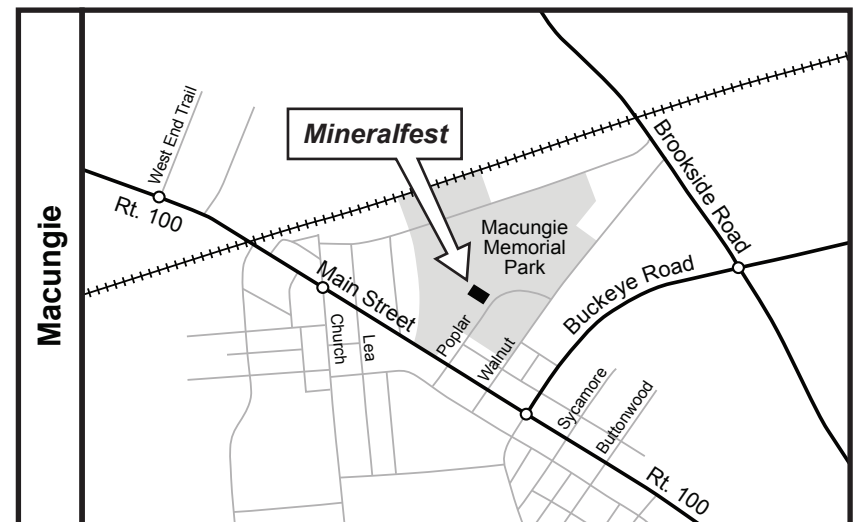 Macungie
West End Trail
Rt. 100
Mineralfest
Macungie
Memorial
Park
Brookside Road
Buckeye Road
Main Street
Church
Lea
Poplar
Walnut
Sycamore
Buttonwood
Rt. 100